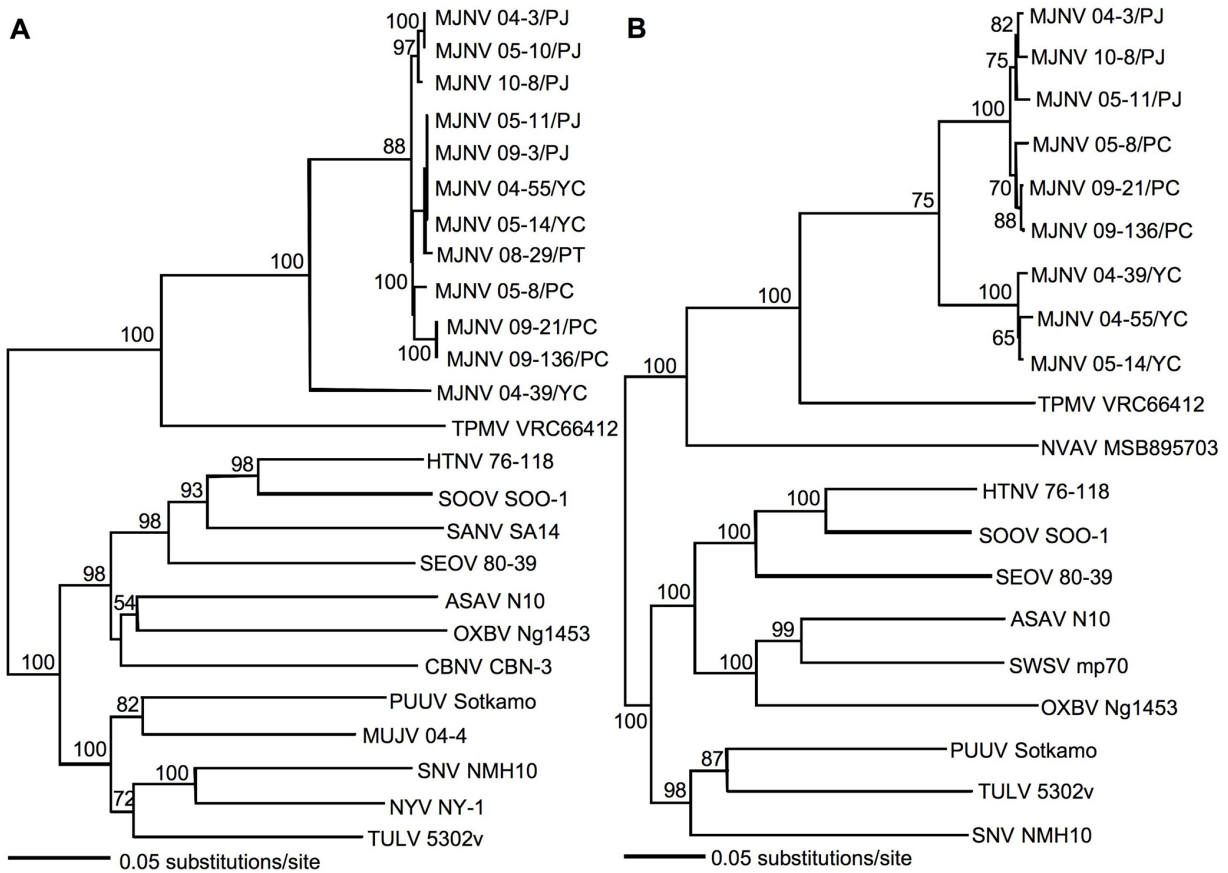 A
100
MJNV 04-3/PJ
97
MJNV 05-10/PJ
MJNV 10-8/PJ
MJNV 05-11/PJ
88
MJNV 09-3/PJ
MJNV 04-55/YC
MJNV 05-14/YC
MJNV 08-29/PT
100
100
MJNV 05-8/PC
MJNV 09-21/PC
100
MJNV 09-136/PC
100
MJNV 04-39/YC
TPMV VRC66412
98
HTNV 76-118
93
SOOV SOO-1
98
SANV SA14
SEOV 80-39
98
54
ASAV N10
OXBV Ng1453
100
CBNV CBN-3
82
PUUV Sotkamo
MUJV 04-4
100
100
SNV NMH10
72
NYV NY-1
TULV 5302v
0.05 substitutions/site
B
82
MJNV 04-3/PJ
75
MJNV 10-8/PJ
100
MJNV 05-11/PJ
MJNV 05-8/PC
75
70
MJNV 09-21/PC
88
MJNV 09-136/PC
100
100
MJNV 04-39/YC
MJNV 04-55/YC
65
MJNV 05-14/YC
100
TPMV VRC66412
NVAV MSB895703
100
HTNV 76-118
100
SOOV SOO-1
SEOV 80-39
100
99
ASAV N10
100
SWSV mp70
OXBV Ng1453
100
87
PUUV Sotkamo
98
TULV 5302v
SNV NMH10
0.05 substitutions/site